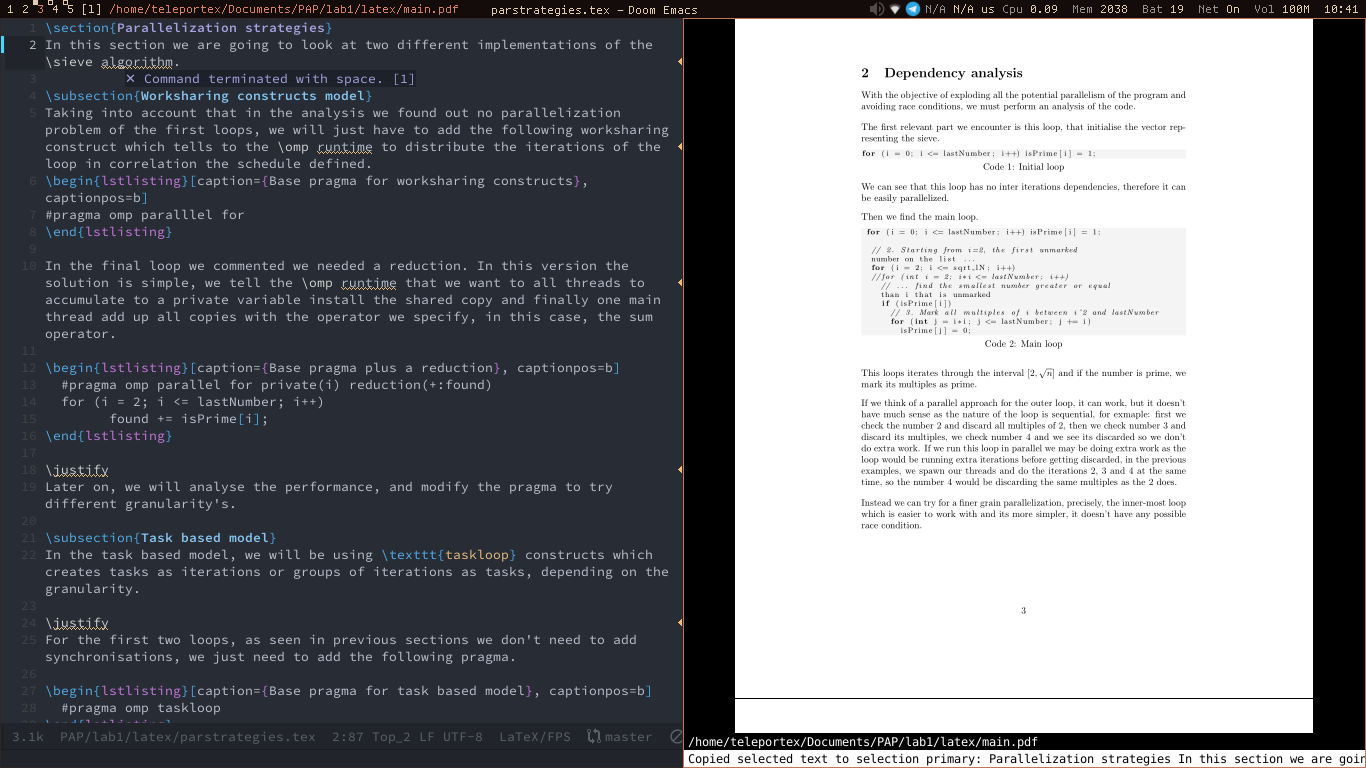 1 2 3 4 5 9 /home/teleportex/Documents/PAP/lab1/latex/main.pdf parstrategies.tex – Doom Emacs N/A N/A us Cpu 0.09 Mem 2038 Bat 19 Net On Vol 100M 10:41
1 \section{Parallelization strategies}
2 In this section we are going to look at two different implementations of the
\sieve algorithm.
3 × Command terminated with space. [1]
4 \subsection{Worksharing constructs model}
5 Taking into account that in the analysis we found out no parallelization
problem of the first loops, we will just have to add the following worksharing
construct which tells to the \omp runtime to distribute the iterations of the
loop in correlation the schedule defined.
6 \begin{lstlisting}[caption={Base pragma for worksharing constructs},
captionpos=b]
7 #pragma omp paralllel for
8 \end{lstlisting}
9
10 In the final loop we commented we needed a reduction. In this version the
solution is simple, we tell the \omp runtime that we want to all threads to
accumulate to a private variable install the shared copy and finally one main
thread add up all copies with the operator we specify, in this case, the sum
operator.
11
12 \begin{lstlisting}[caption={Base pragma plus a reduction}, captionpos=b]
13 #pragma omp parallel for private(i) reduction(+:found)
14 for (i = 2; i <= lastNumber; i++)
15 found += isPrime[i];
16 \end{lstlisting}
17
18 \justify
19 Later on, we will analyse the performance, and modify the pragma to try
different granularity's.
20
21 \subsection{Task based model}
22 In the task based model, we will be using \texttt{taskloop} constructs which
creates tasks as iterations or groups of iterations as tasks, depending on the
granularity.
23
24 \justify
25 For the first two loops, as seen in previous sections we don't need to add
synchronisations, we just need to add the following pragma.
26
27 \begin{lstlisting}[caption={Base pragma for task based model}, captionpos=b]
28 #pragma omp taskloop
3.1k PAP/lab1/latex/parstrategies.tex 2:87 Top_2 LF UTF-8 LaTeX/FPS master
2 Dependency analysis
With the objective of exploding all the potential parallelism of the program and
avoiding race conditions, we must perform an analysis of the code.
The first relevant part we encounter is this loop, that initialise the vector rep-
resenting the sieve.
for (i = 0; i <= lastNumber; i++) isPrime[i] = 1;
Code 1: Initial loop
We can see that this loop has no inter iterations dependencies, therefore it can
be easily parallelized.
Then we find the main loop.
for (i = 0; i <= lastNumber; i++) isPrime[i] = 1;
// 2. Starting from i=2, the first unmarked
number on the list ...
for (i = 2; i <= sqrt_lN; i++)
//for (int i = 2; i*i <= lastNumber; i++)
// ... find the smallest number greater or equal
than i that is unmarked
if (isPrime[i])
// 3. Mark all multiples of i between i^2 and lastNumber
for (int j = i*i; j <= lastNumber; j += i)
isPrime[j] = 0;
Code 2: Main loop
This loops iterates through the interval [2, √n] and if the number is prime, we
mark its multiples as prime.
If we think of a parallel approach for the outer loop, it can work, but it doesn't
have much sense as the nature of the loop is sequential, for exmaple: first we
check the number 2 and discard all multiples of 2, then we check number 3 and
discard its multiples, we check number 4 and we see its discarded so we don't
do extra work. If we run this loop in parallel we may be doing extra work as the
loop would be running extra iterations before getting discarded, in the previous
examples, we spawn our threads and do the iterations 2, 3 and 4 at the same
time, so the number 4 would be discarding the same multiples as the 2 does.
Instead we can try for a finer grain parallelization, precisely, the inner-most loop
which is easier to work with and its more simpler, it doesn't have any possible
race condition.
3
/home/teleportex/Documents/PAP/lab1/latex/main.pdf
Copied selected text to selection primary: Parallelization strategies In this section we are goin